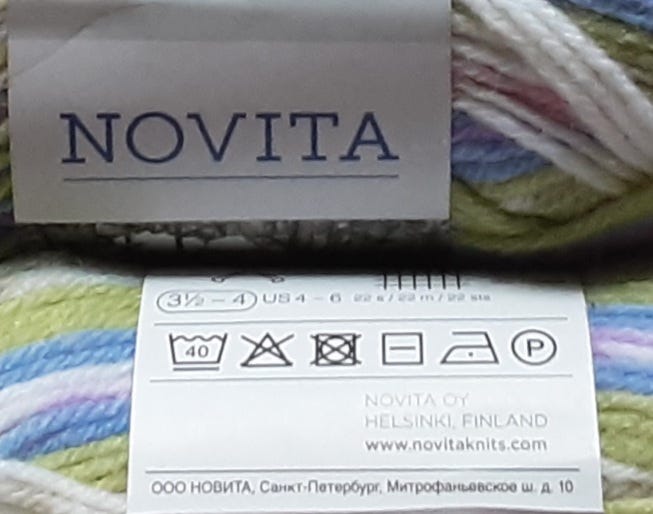 NOVITA
3½ – 4 US 4 – 6 22 s / 22 m / 22 sts
40 P
NOVITA OY
HELSINKI, FINLAND
www.novitaknits.com
ООО НОВИТА, Санкт-Петербург, Митрофаньевское ш. д. 10